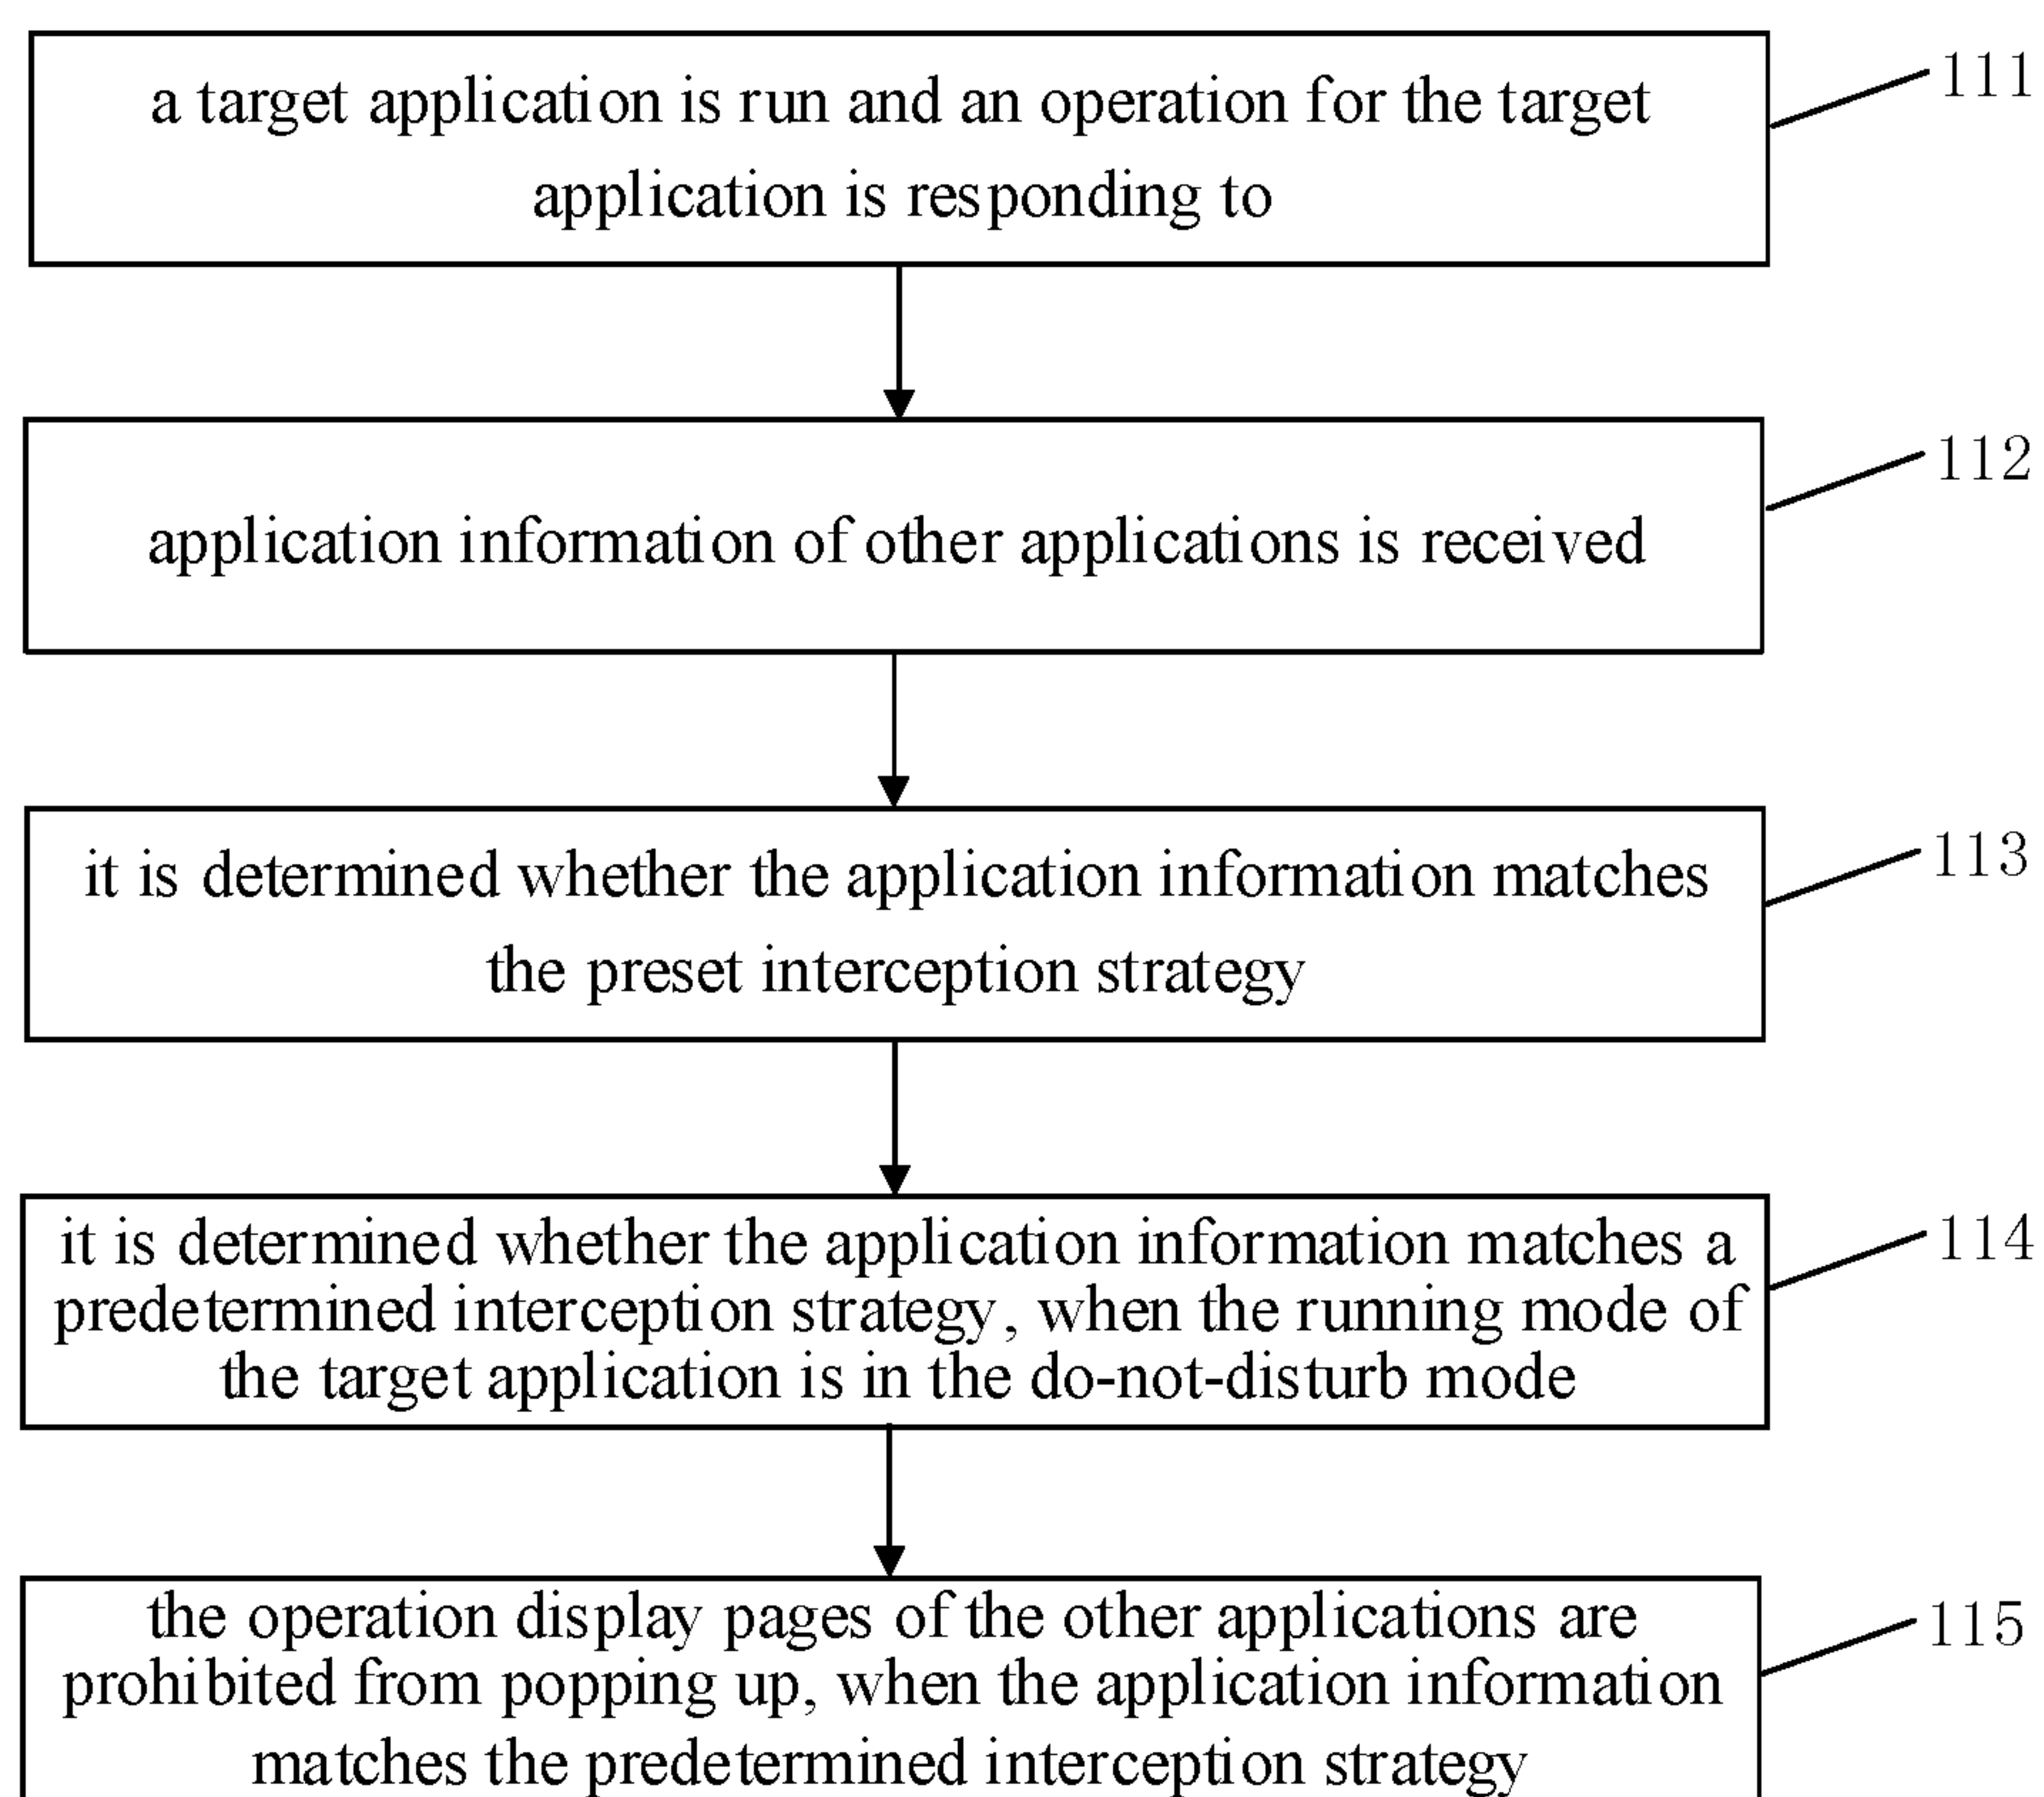 a target application is run and an operation for the target
application is responding to
111
application information of other applications is received
112
it is determined whether the application information matches
the preset interception strategy
113
it is determined whether the application information matches a
predetermined interception strategy, when the running mode of
the target application is in the do-not-disturb mode
114
the operation display pages of the other applications are
prohibited from popping up, when the application information
matches the predetermined interception strategy
115